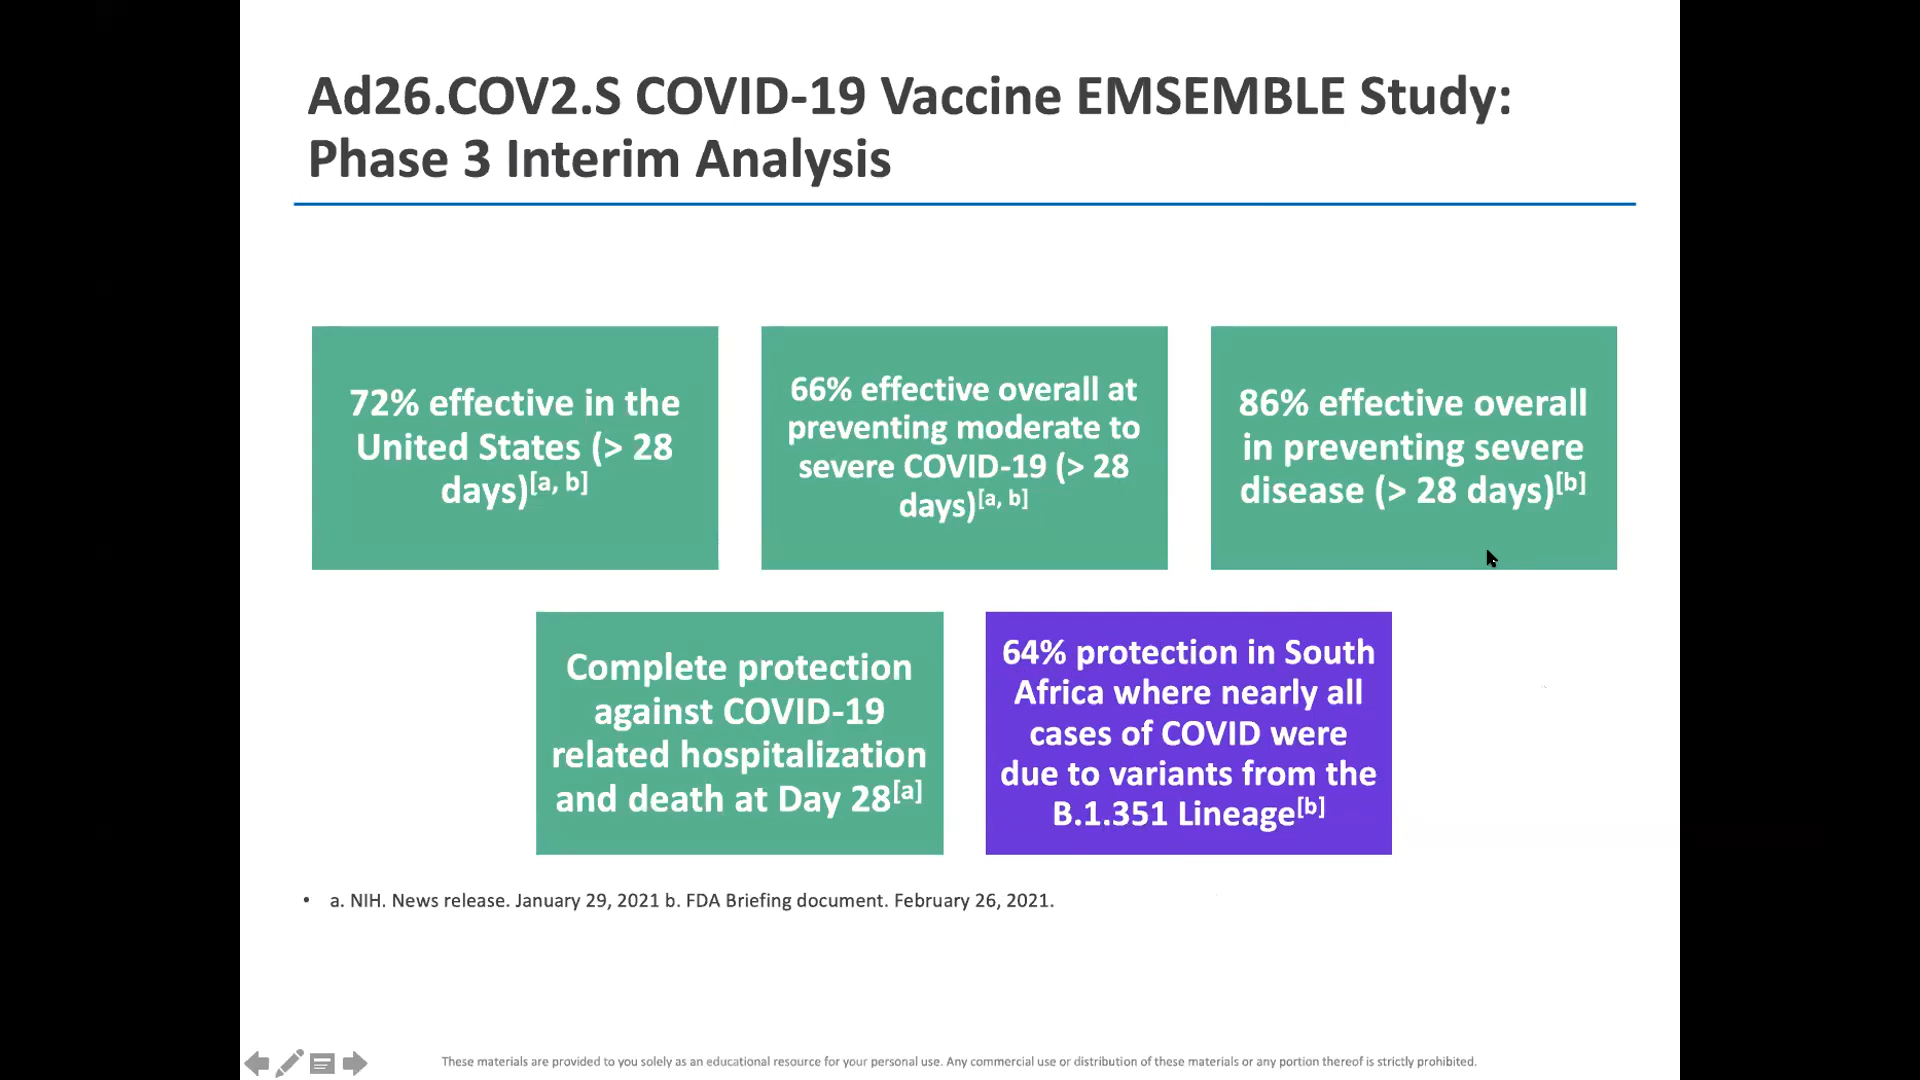 Ad26.COV2.S COVID-19 Vaccine EMSEMBLE Study:
Phase 3 Interim Analysis
72% effective in the
United States (> 28
days)[a, b]
66% effective overall at
preventing moderate to
severe COVID-19 (> 28
days)[a, b]
86% effective overall
in preventing severe
disease (> 28 days)[b]
Complete protection
against COVID-19
related hospitalization
and death at Day 28[a]
64% protection in South
Africa where nearly all
cases of COVID were
due to variants from the
B.1.351 Lineage[b]
• a. NIH. News release. January 29, 2021 b. FDA Briefing document. February 26, 2021.
These materials are provided to you solely as an educational resource for your personal use. Any commercial use or distribution of these materials or any portion thereof is strictly prohibited.